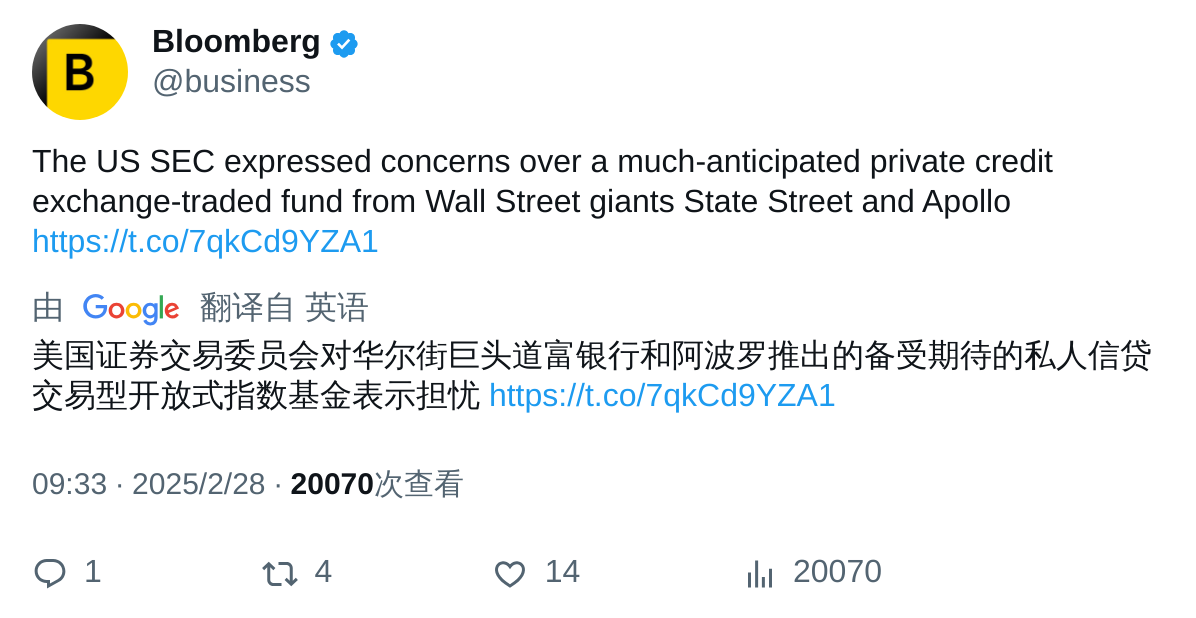 B
Bloomberg
@business
The US SEC expressed concerns over a much-anticipated private credit
exchange-traded fund from Wall Street giants State Street and Apollo
https://t.co/7qkCd9YZA1
由 Google 翻译自 英语
美国证券交易委员会对华尔街巨头道富银行和阿波罗推出的备受期待的私人信贷
交易型开放式指数基金表示担忧 https://t.co/7qkCd9YZA1
09:33 · 2025/2/28 · 20070次查看
1 4 14 20070